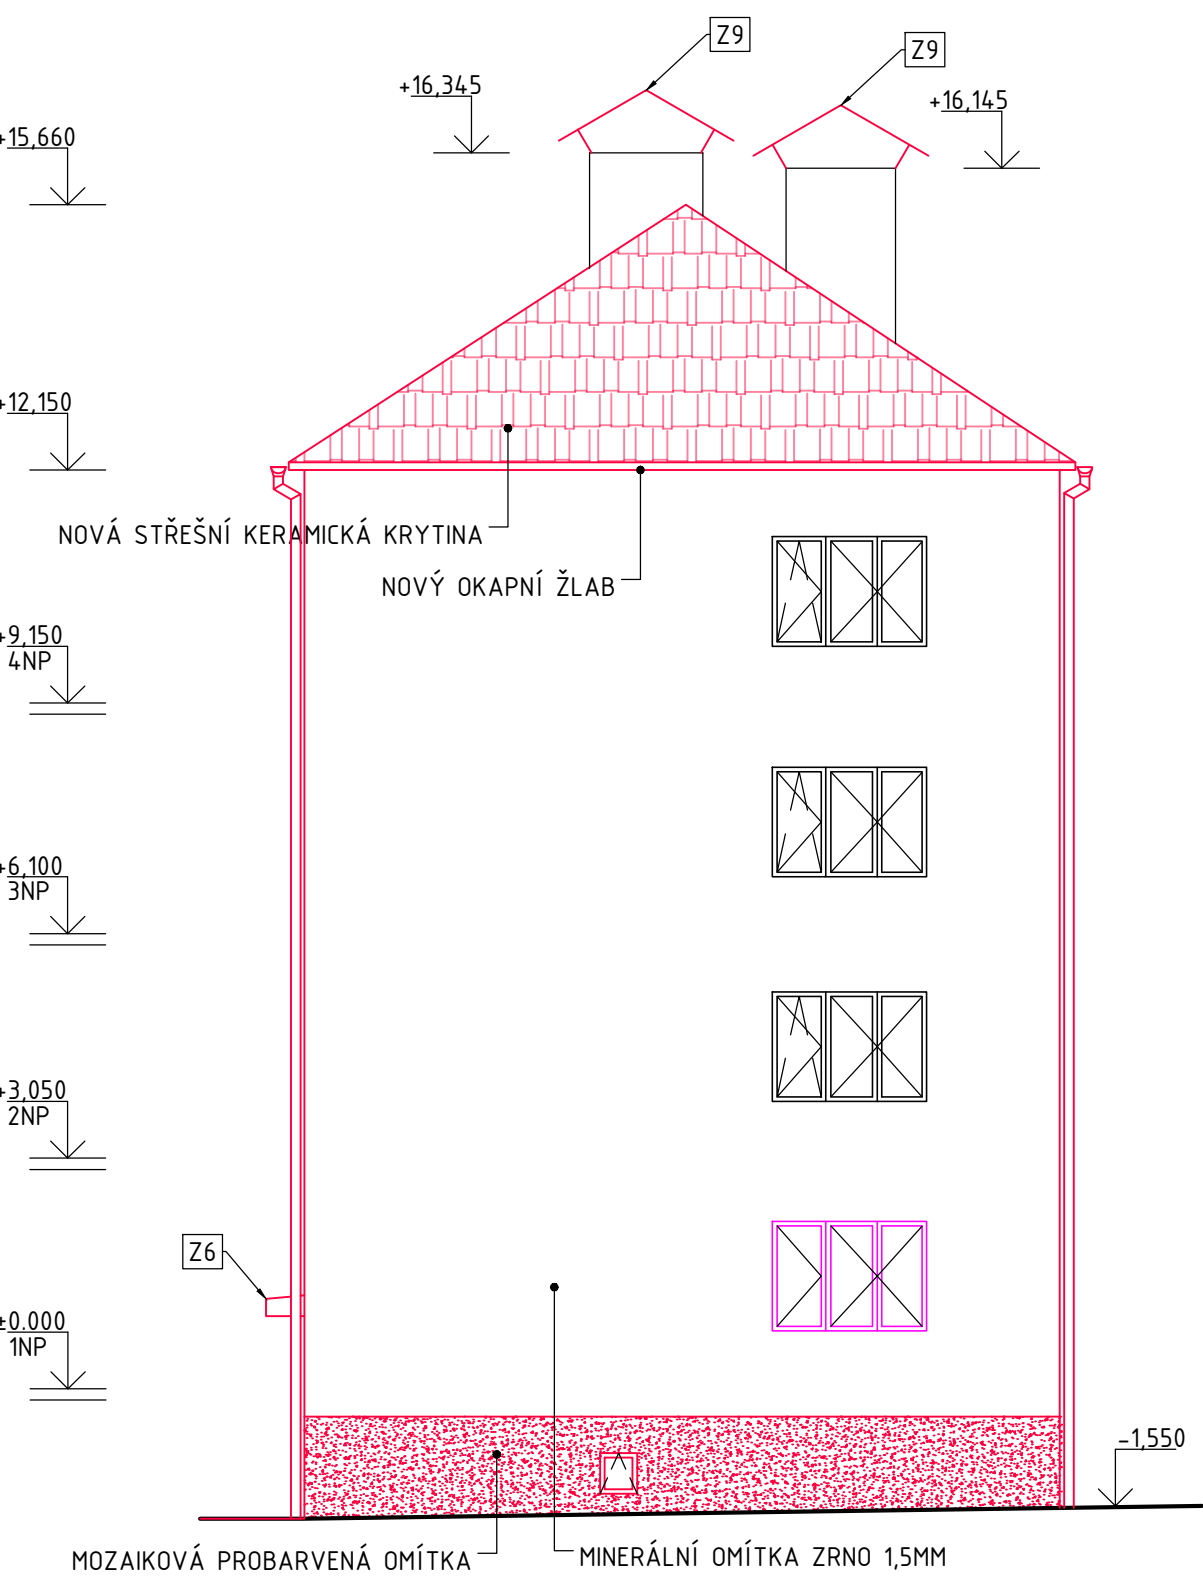 Z9
Z9
+16,345
+16,145
+15,660
+12,150
NOVÁ STŘEŠNÍ KERAMICKÁ KRYTINA
NOVÝ OKAPNÍ ŽLAB
+9,150
4NP
+6,100
3NP
+3,050
2NP
Z6
±0.000
1NP
-1,550
MOZAIKOVÁ PROBARVENÁ OMÍTKA
MINERÁLNÍ OMÍTKA ZRNO 1,5MM